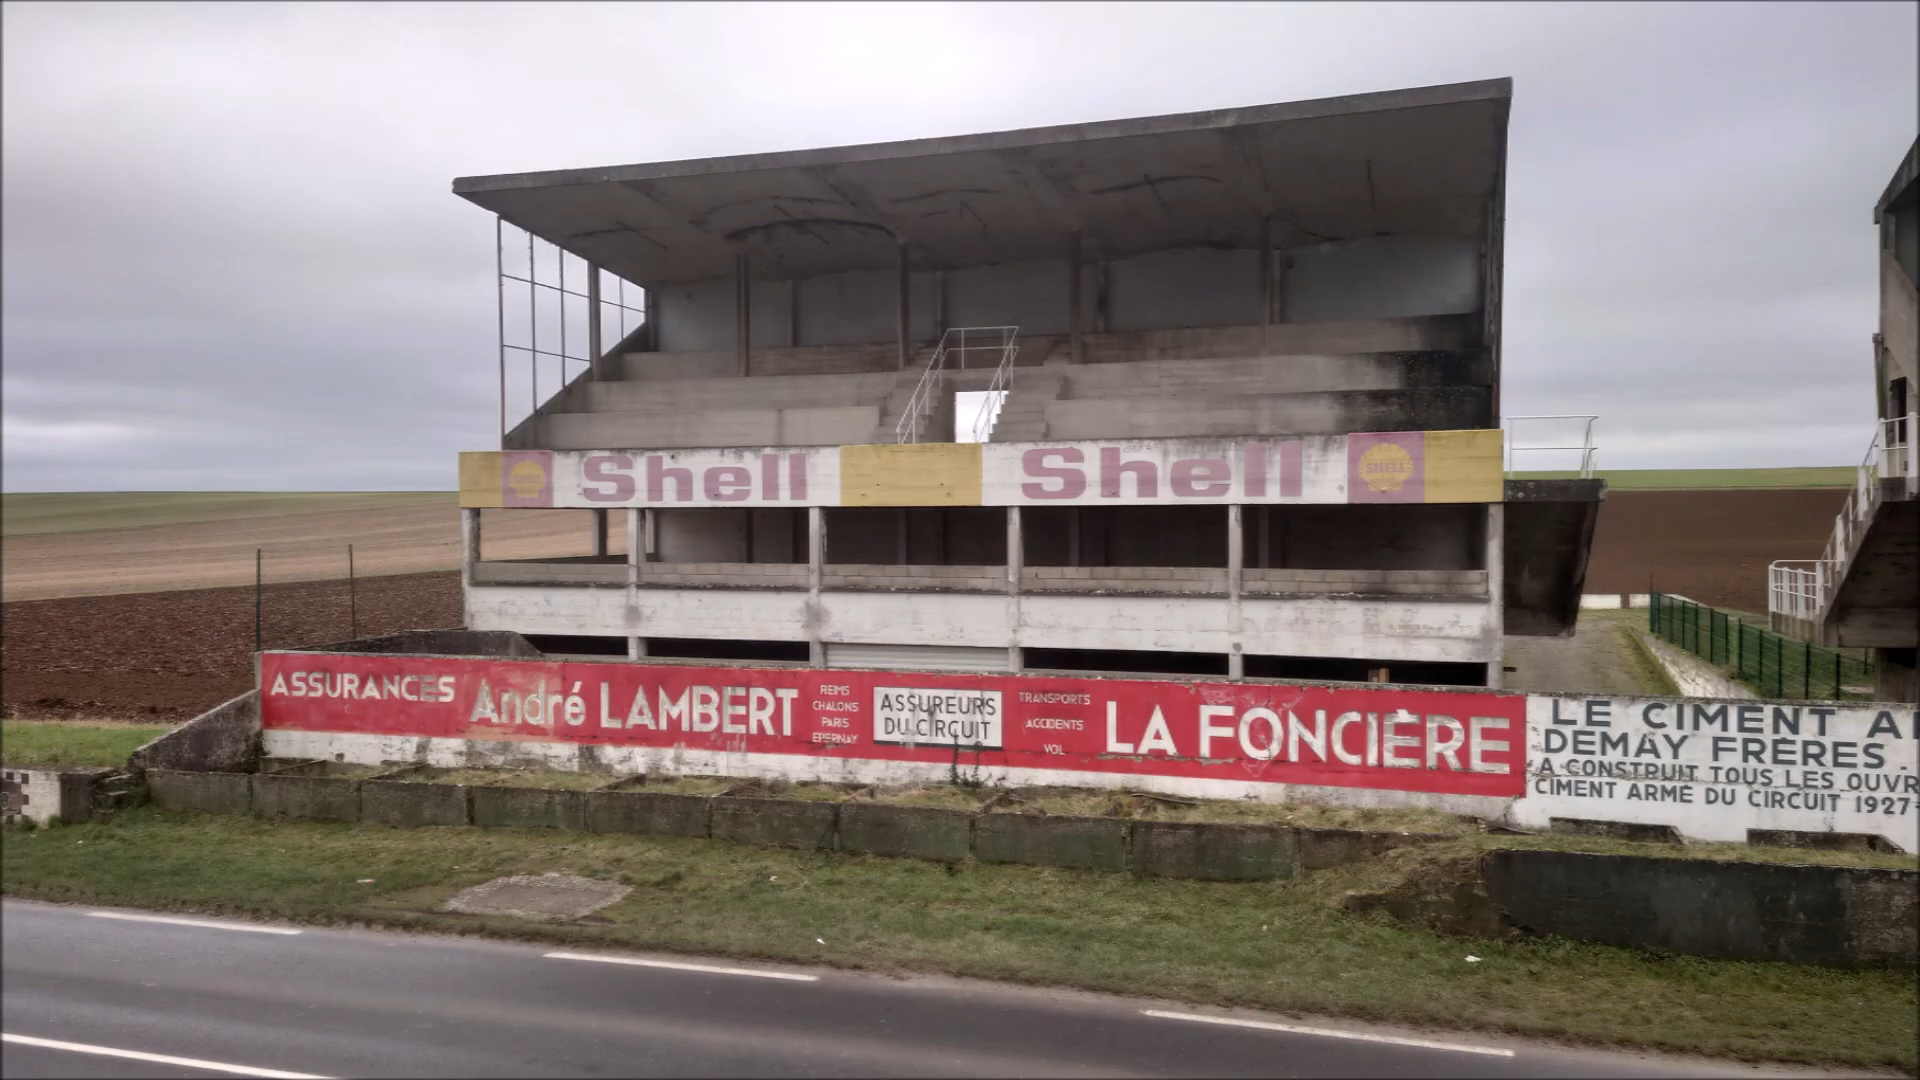 SHELL
Shell
Shell
SHELL
ASSURANCES
André LAMBERT
REIMS
CHALONS
PARIS
EPERNAY
ASSUREURS
DU CIRCUIT
TRANSPORTS
ACCIDENTS
VOL
LA FONCIÈRE
LE CIMENT A
DEMAY FRÈRES
A CONSTRUIT TOUS LES OUVR
CIMENT ARMÉ DU CIRCUIT 1927